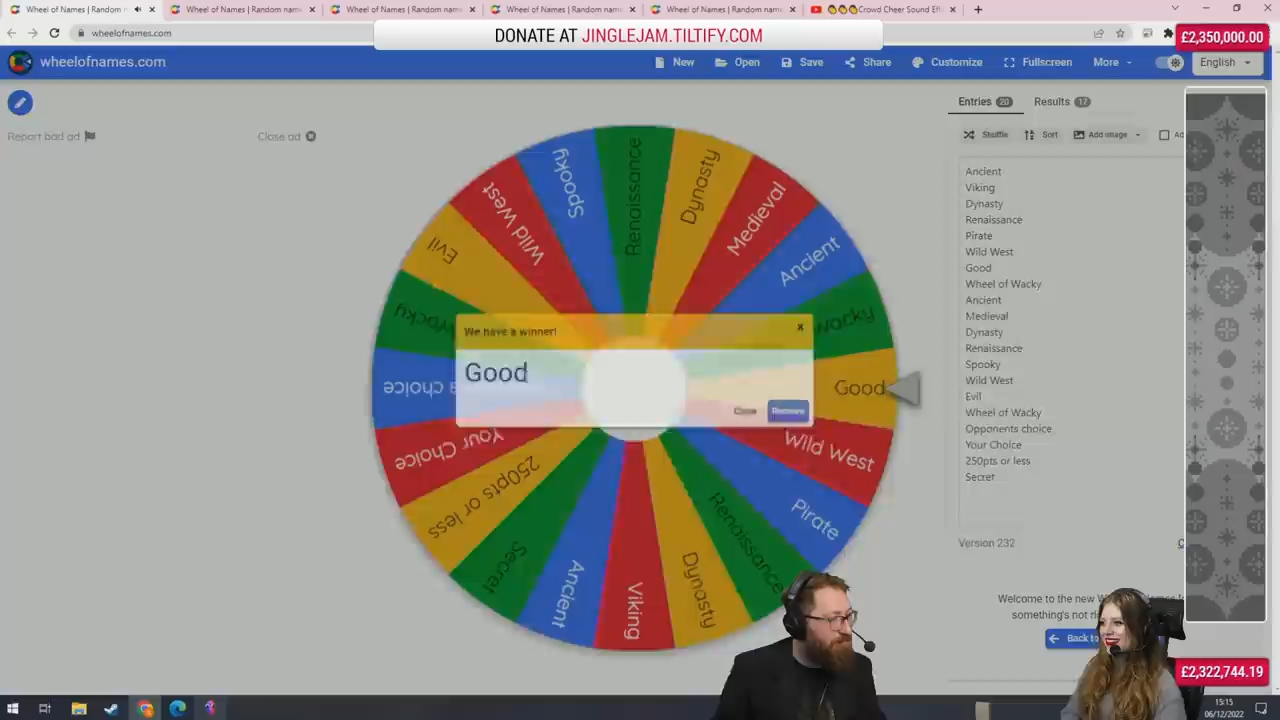 Wheel of Names | Random name
Wheel of Names | Random name
Wheel of Names | Random name
Wheel of Names | Random name
Wheel of Names | Random name
Crowd Cheer Sound Eff
wheelofnames.com
DONATE AT JINGLEJAM.TILTIFY.COM
£2,350,000.00
wheelofnames.com
New
Open
Save
Share
Customize
Fullscreen
More
English
Report bad ad
Close ad
Entries 20
Results 17
Shuffle
Sort
Add image
Ancient
Viking
Dynasty
Renaissance
Pirate
Wild West
Good
Wheel of Wacky
Ancient
Medieval
Dynasty
Renaissance
Spooky
Wild West
Evil
Wheel of Wacky
Opponents choice
Your Choice
250pts or less
Secret
Renaissance
Dynasty
Medieval
Ancient
Wacky
Good
Wild West
Pirate
Renaissance
Dynasty
Viking
Ancient
Secret
250pts or less
Your Choice
s choice
Wacky
Evil
Wild West
Spooky
We have a winner!
x
Good
Close
Remove
Version 232
Welcome to the new W
something's not ri
Back to
£2,322,744.19
15:15
06/12/2022